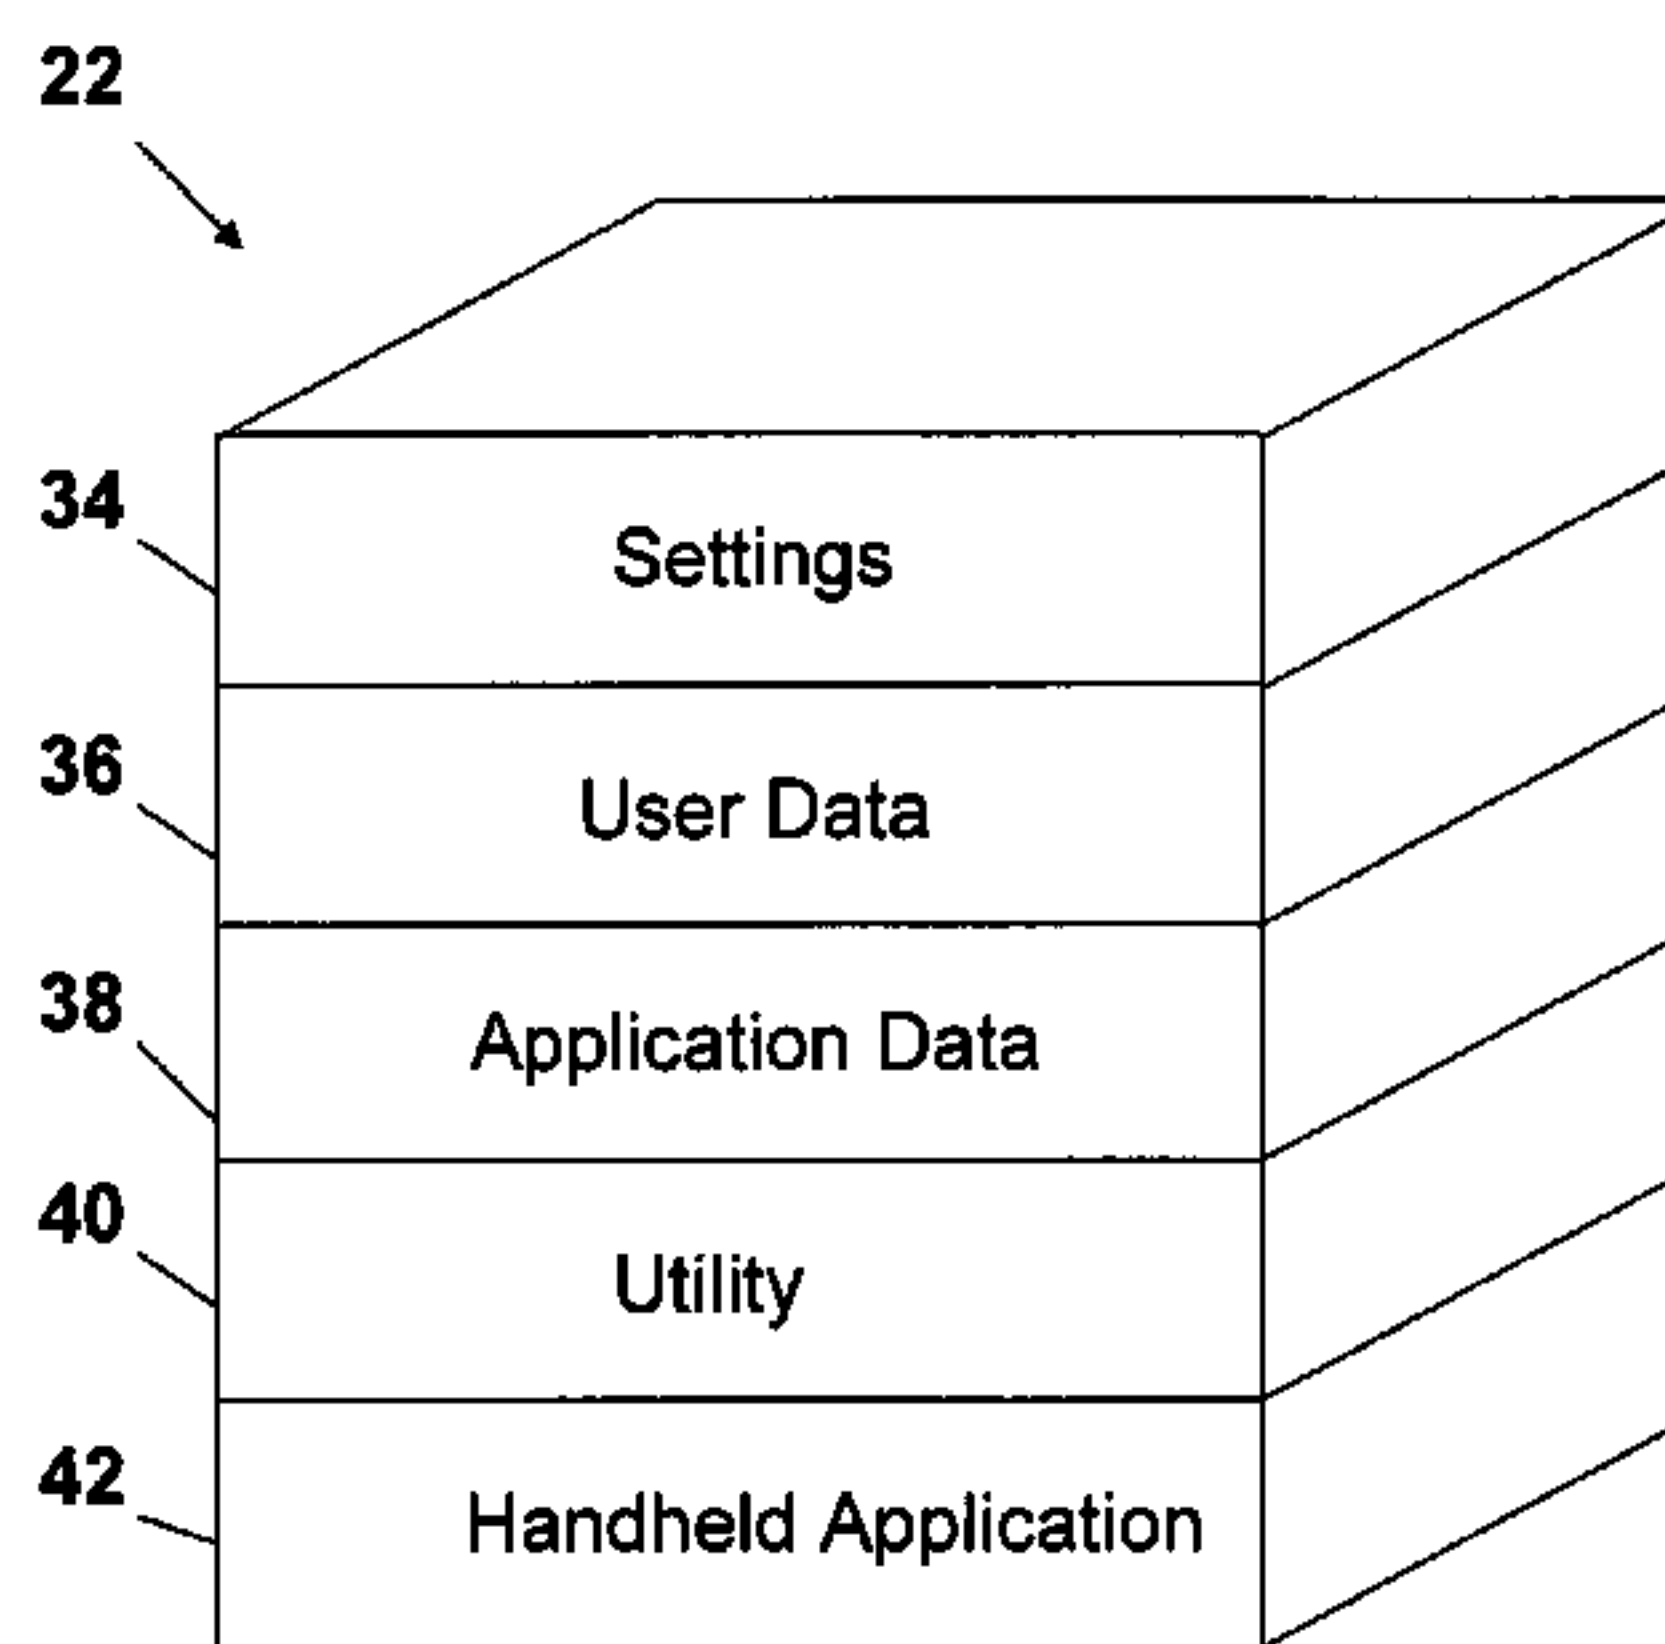 22
34
Settings
36
User Data
38
Application Data
40
Utility
42
Handheld Application